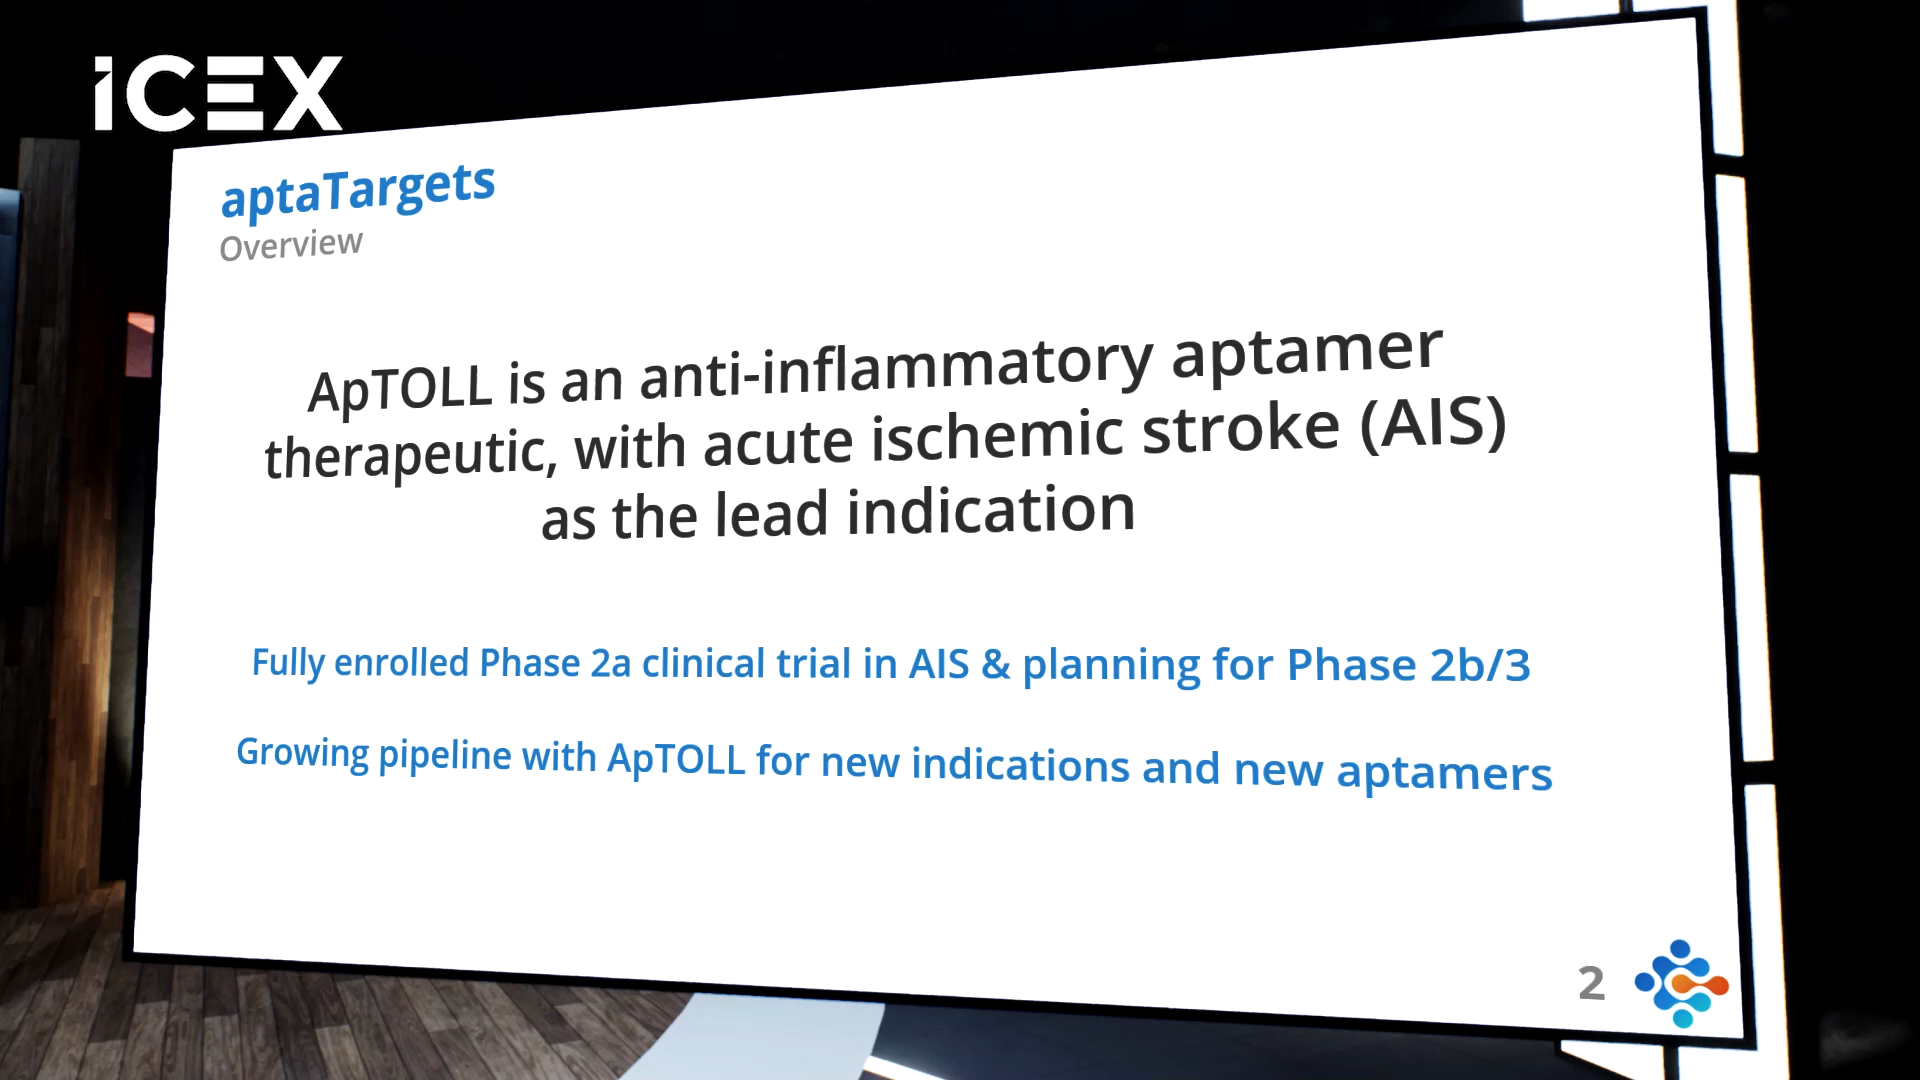 iCEX
aptaTargets
Overview
ApTOLL is an anti-inflammatory aptamer
therapeutic, with acute ischemic stroke (AIS)
as the lead indication
Fully enrolled Phase 2a clinical trial in AIS & planning for Phase 2b/3
Growing pipeline with ApTOLL for new indications and new aptamers
2